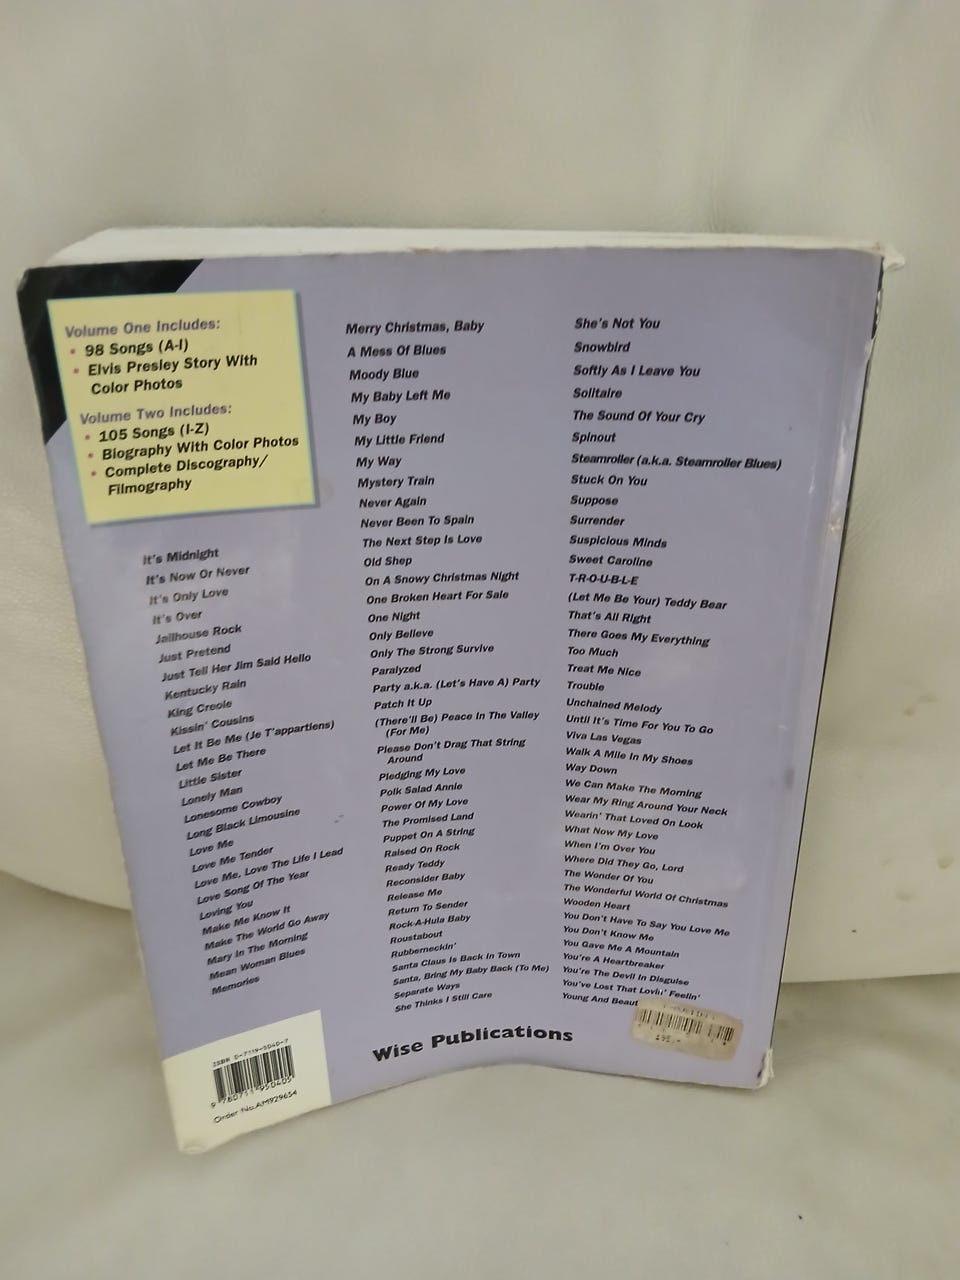 Volume One Includes:
• 98 Songs (A-I)
• Elvis Presley Story With
Color Photos
Volume Two Includes:
• 105 Songs (I-Z)
• Biography With Color Photos
• Complete Discography/
Filmography
It's Midnight
It's Now Or Never
It's Only Love
It's Over
Jailhouse Rock
Just Pretend
Just Tell Her Jim Said Hello
Kentucky Rain
King Creole
Kissin' Cousins
Let It Be Me (Je T'appartiens)
Let Me Be There
Little Sister
Lonely Man
Lonesome Cowboy
Long Black Limousine
Love Me
Love Me Tender
Love Me, Love The Life I Lead
Love Song Of The Year
Loving You
Make Me Know It
Make The World Go Away
Mary In The Morning
Mean Woman Blues
Memories
Merry Christmas, Baby
A Mess Of Blues
Moody Blue
My Baby Left Me
My Boy
My Little Friend
My Way
Mystery Train
Never Again
Never Been To Spain
The Next Step Is Love
Old Shep
On A Snowy Christmas Night
One Broken Heart For Sale
One Night
Only Believe
Only The Strong Survive
Paralyzed
Party a.k.a. (Let's Have A) Party
Patch It Up
(There'll Be) Peace In The Valley
(For Me)
Please Don't Drag That String
Around
Pledging My Love
Polk Salad Annie
Power Of My Love
The Promised Land
Puppet On A String
Raised On Rock
Ready Teddy
Reconsider Baby
Release Me
Return To Sender
Rock-A-Hula Baby
Roustabout
Rubberneckin'
Santa Claus Is Back In Town
Santa, Bring My Baby Back (To Me)
Separate Ways
She Thinks I Still Care
She's Not You
Snowbird
Softly As I Leave You
Solitaire
The Sound Of Your Cry
Spinout
Steamroller (a.k.a. Steamroller Blues)
Stuck On You
Suppose
Surrender
Suspicious Minds
Sweet Caroline
T-R-O-U-B-L-E
(Let Me Be Your) Teddy Bear
That's All Right
There Goes My Everything
Too Much
Treat Me Nice
Trouble
Unchained Melody
Until It's Time For You To Go
Viva Las Vegas
Walk A Mile In My Shoes
Way Down
We Can Make The Morning
Wear My Ring Around Your Neck
Wearin' That Loved On Look
What Now My Love
When I'm Over You
Where Did They Go, Lord
The Wonder Of You
The Wonderful World Of Christmas
Wooden Heart
You Don't Have To Say You Love Me
You Don't Know Me
You Gave Me A Mountain
You're A Heartbreaker
You're The Devil In Disguise
You've Lost That Lovin' Feelin'
Young And Beaut
Wise Publications
ISBN 0-7119-5040-7
9 780711 950405
Order No.AM929654